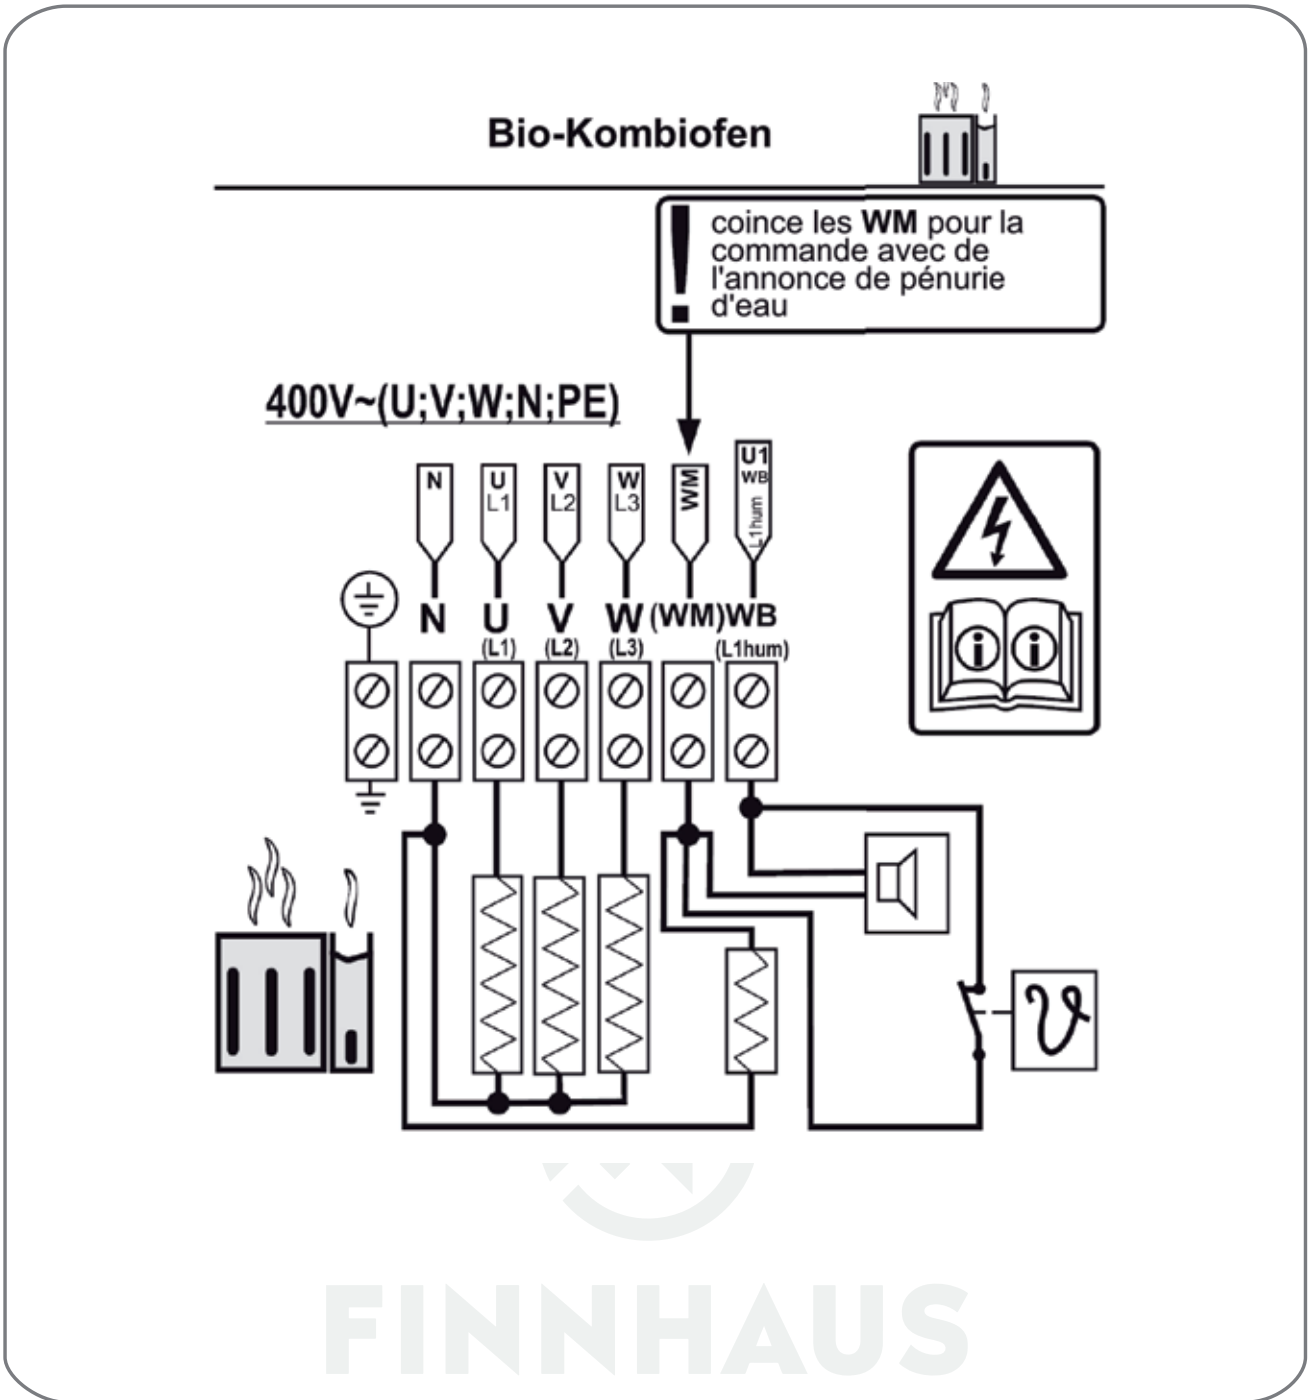 Bio-Kombiofen
! coince les WM pour la
commande avec de
l'annonce de pénurie
d'eau
400V~(U;V;W;N;PE)
N
U
L1
V
L2
W
L3
WM
U1
WB
L1hum
N U V W (WM) WB
(L1) (L2) (L3) (L1hum)
i i
ϑ
FINNHAUS